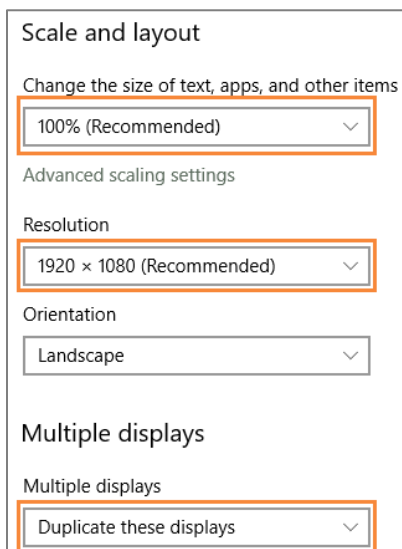 Scale and layout
Change the size of text, apps, and other items
100% (Recommended)
Advanced scaling settings
Resolution
1920 × 1080 (Recommended)
Orientation
Landscape
Multiple displays
Multiple displays
Duplicate these displays